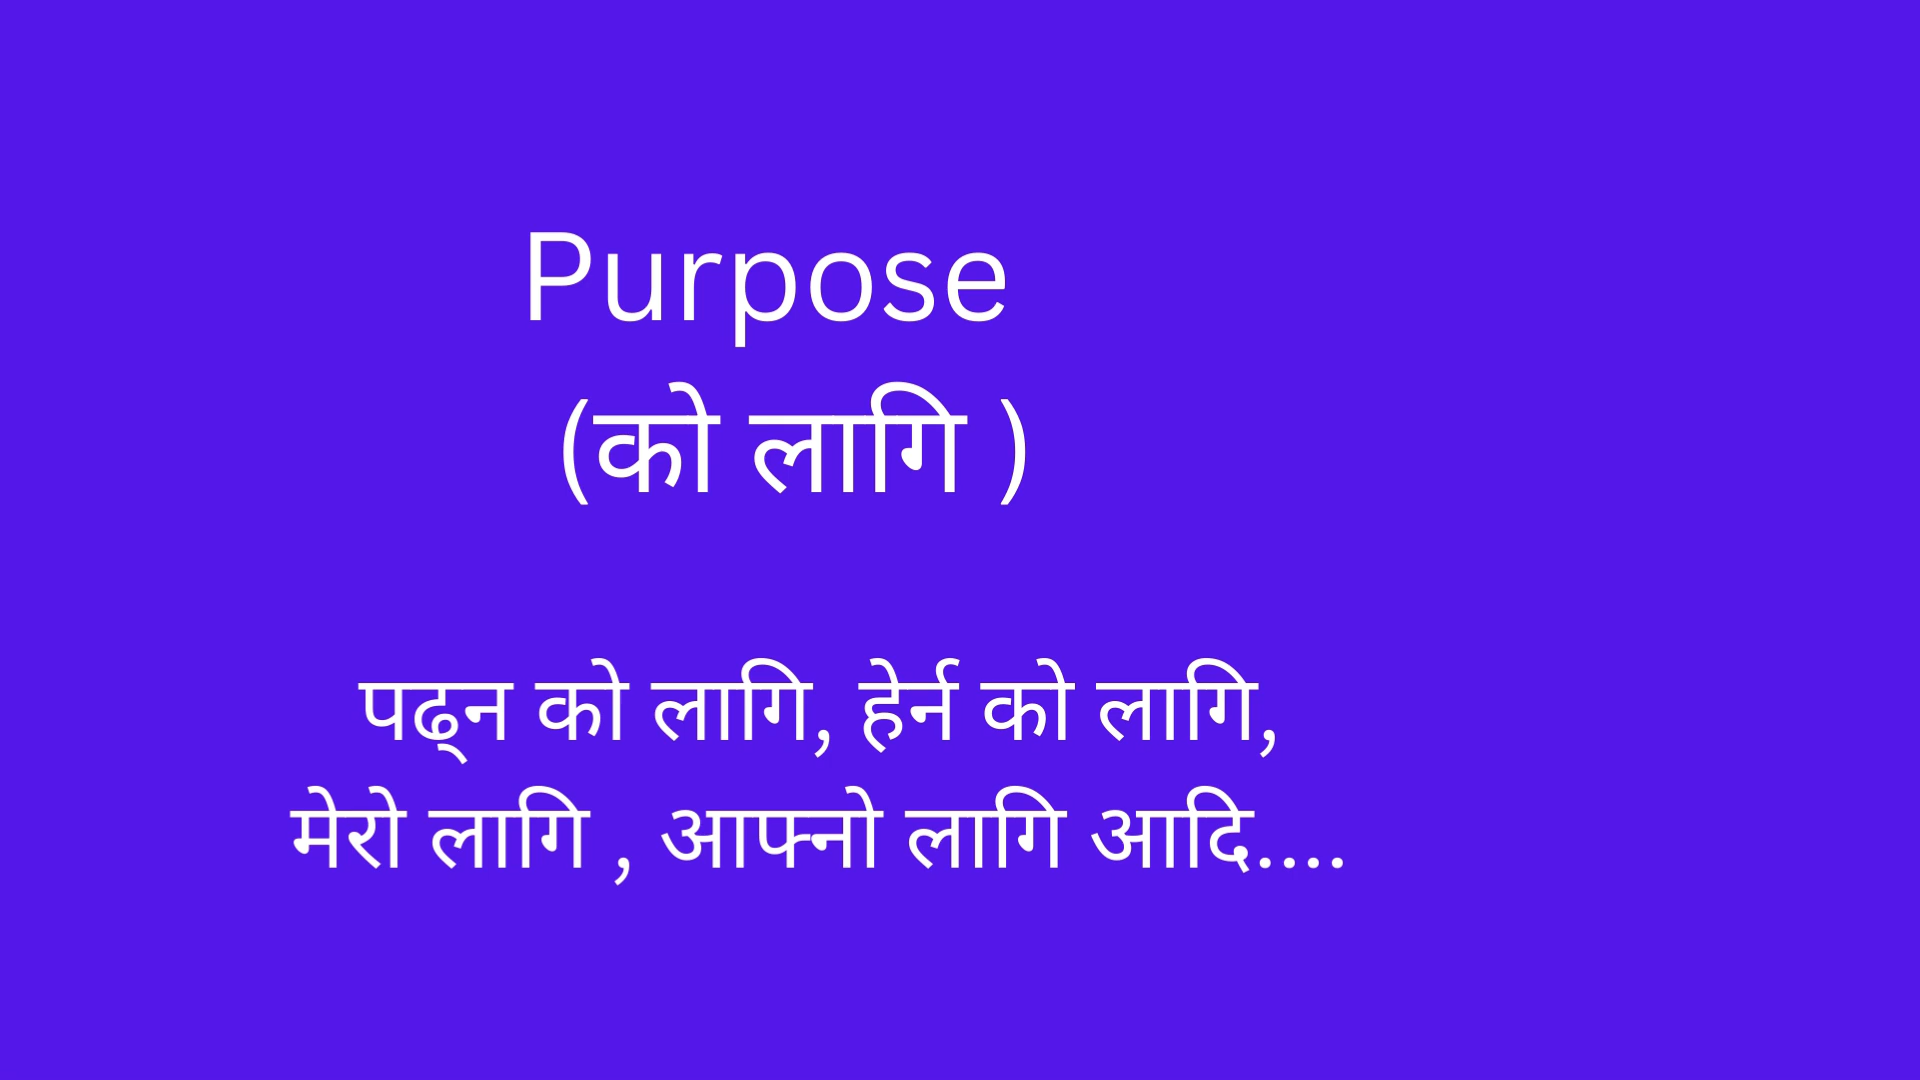 Purpose
(को लागि )
पढ्न को लागि, हेर्न को लागि,
मेरो लागि , आफ्नो लागि आदि....